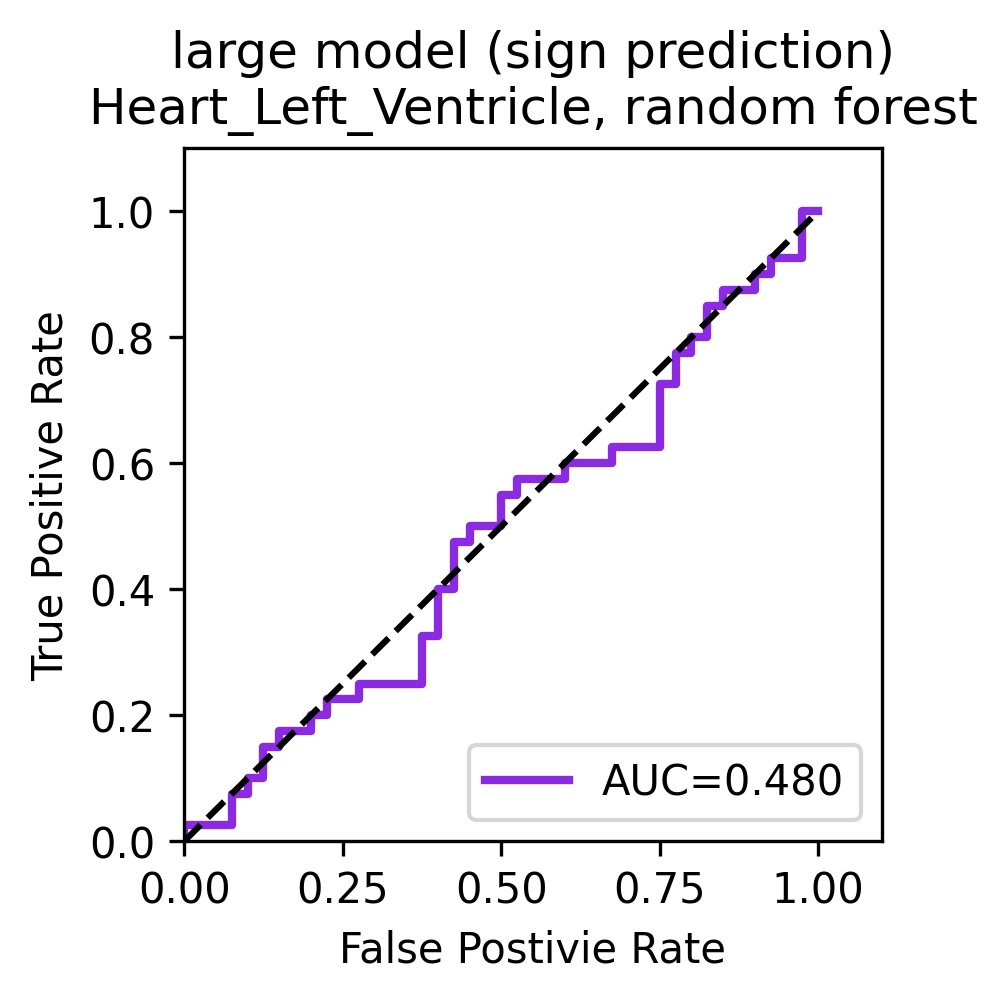 large model (sign prediction)
Heart_Left_Ventricle, random forest
1.0
0.8
0.6
0.4
0.2
0.0
True Positive Rate
AUC=0.480
0.00 0.25 0.50 0.75 1.00
False Postivie Rate